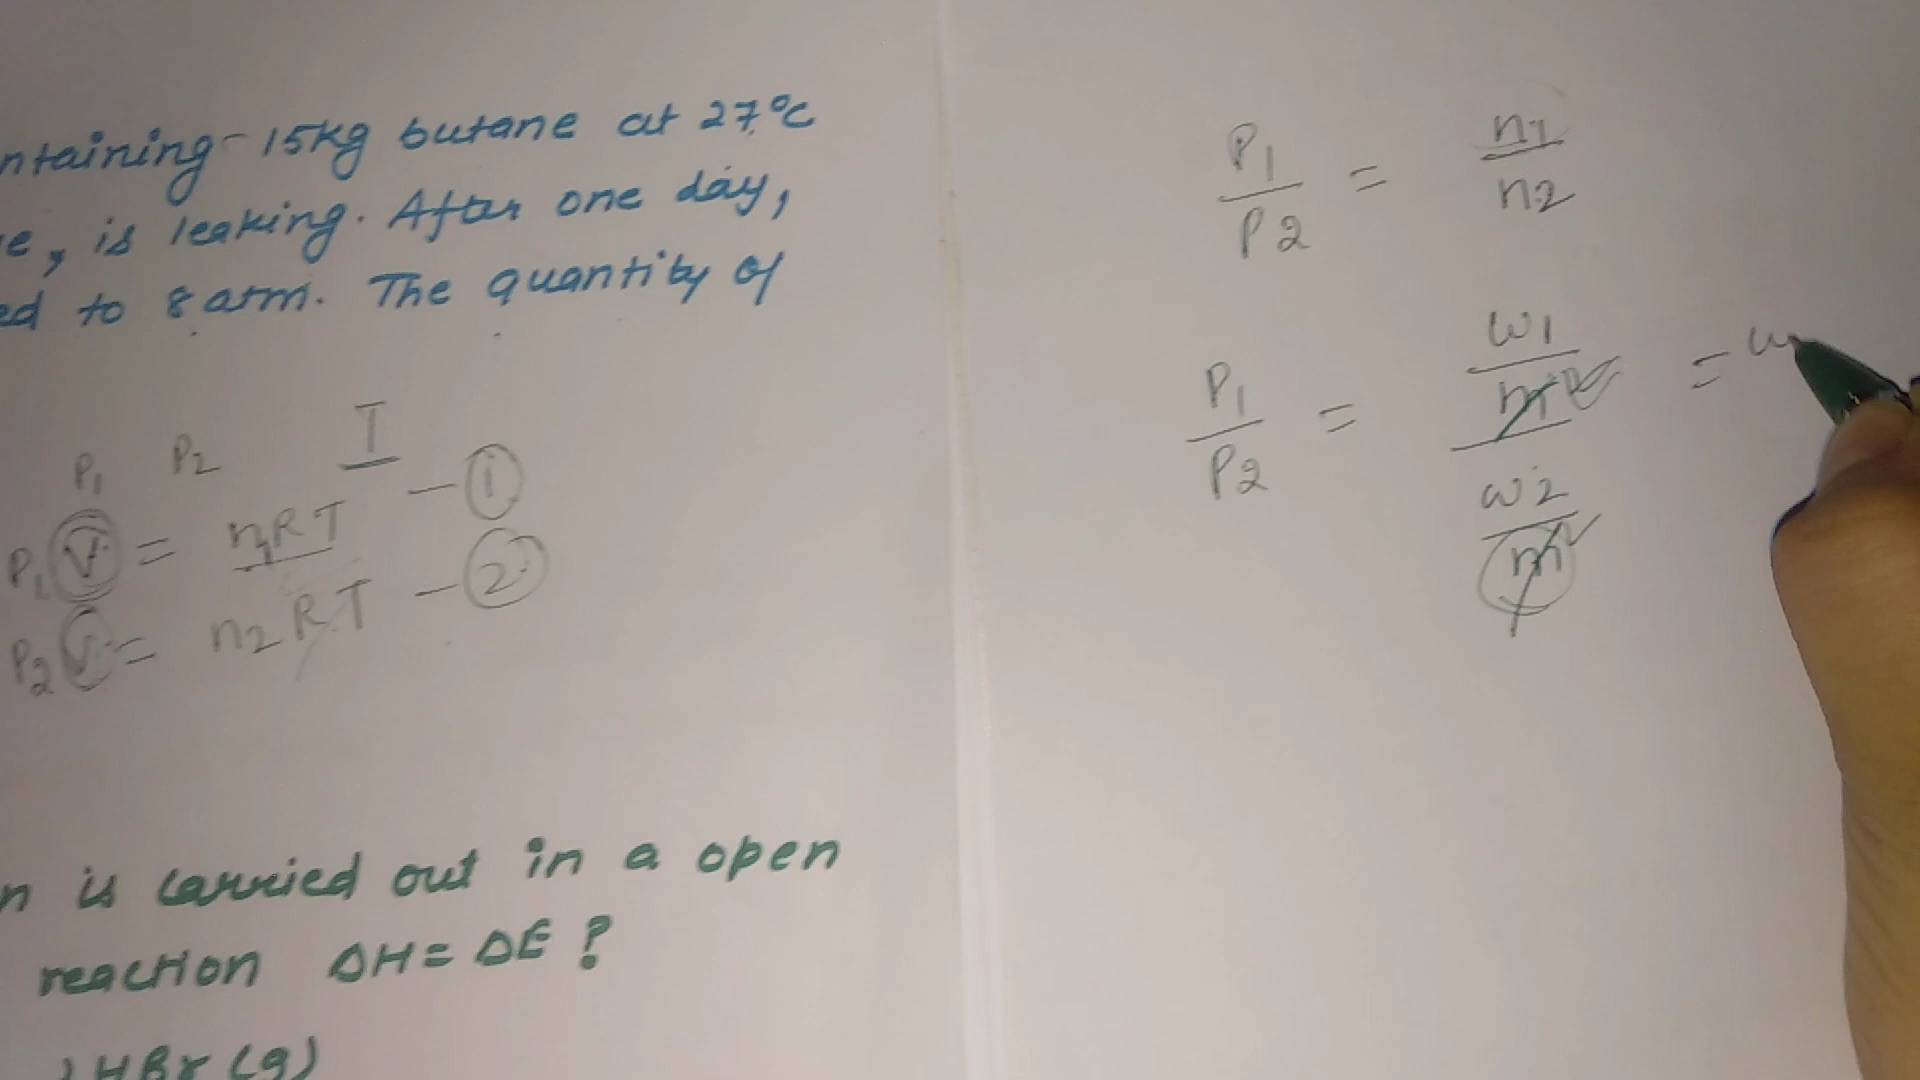 ntaining 15kg butane at 27°C
e, is leaking. After one day,
ed to 8 atm. The quantity of
P1 P2 T
P1 V = n1RT - 1
P2 V = n2RT - 2
n is carried out in a open
reaction ΔH = ΔE ?
HBr (g)
P1/P2 = n1/n2
P1/P2 = (w1/m)/(w2/m) = w